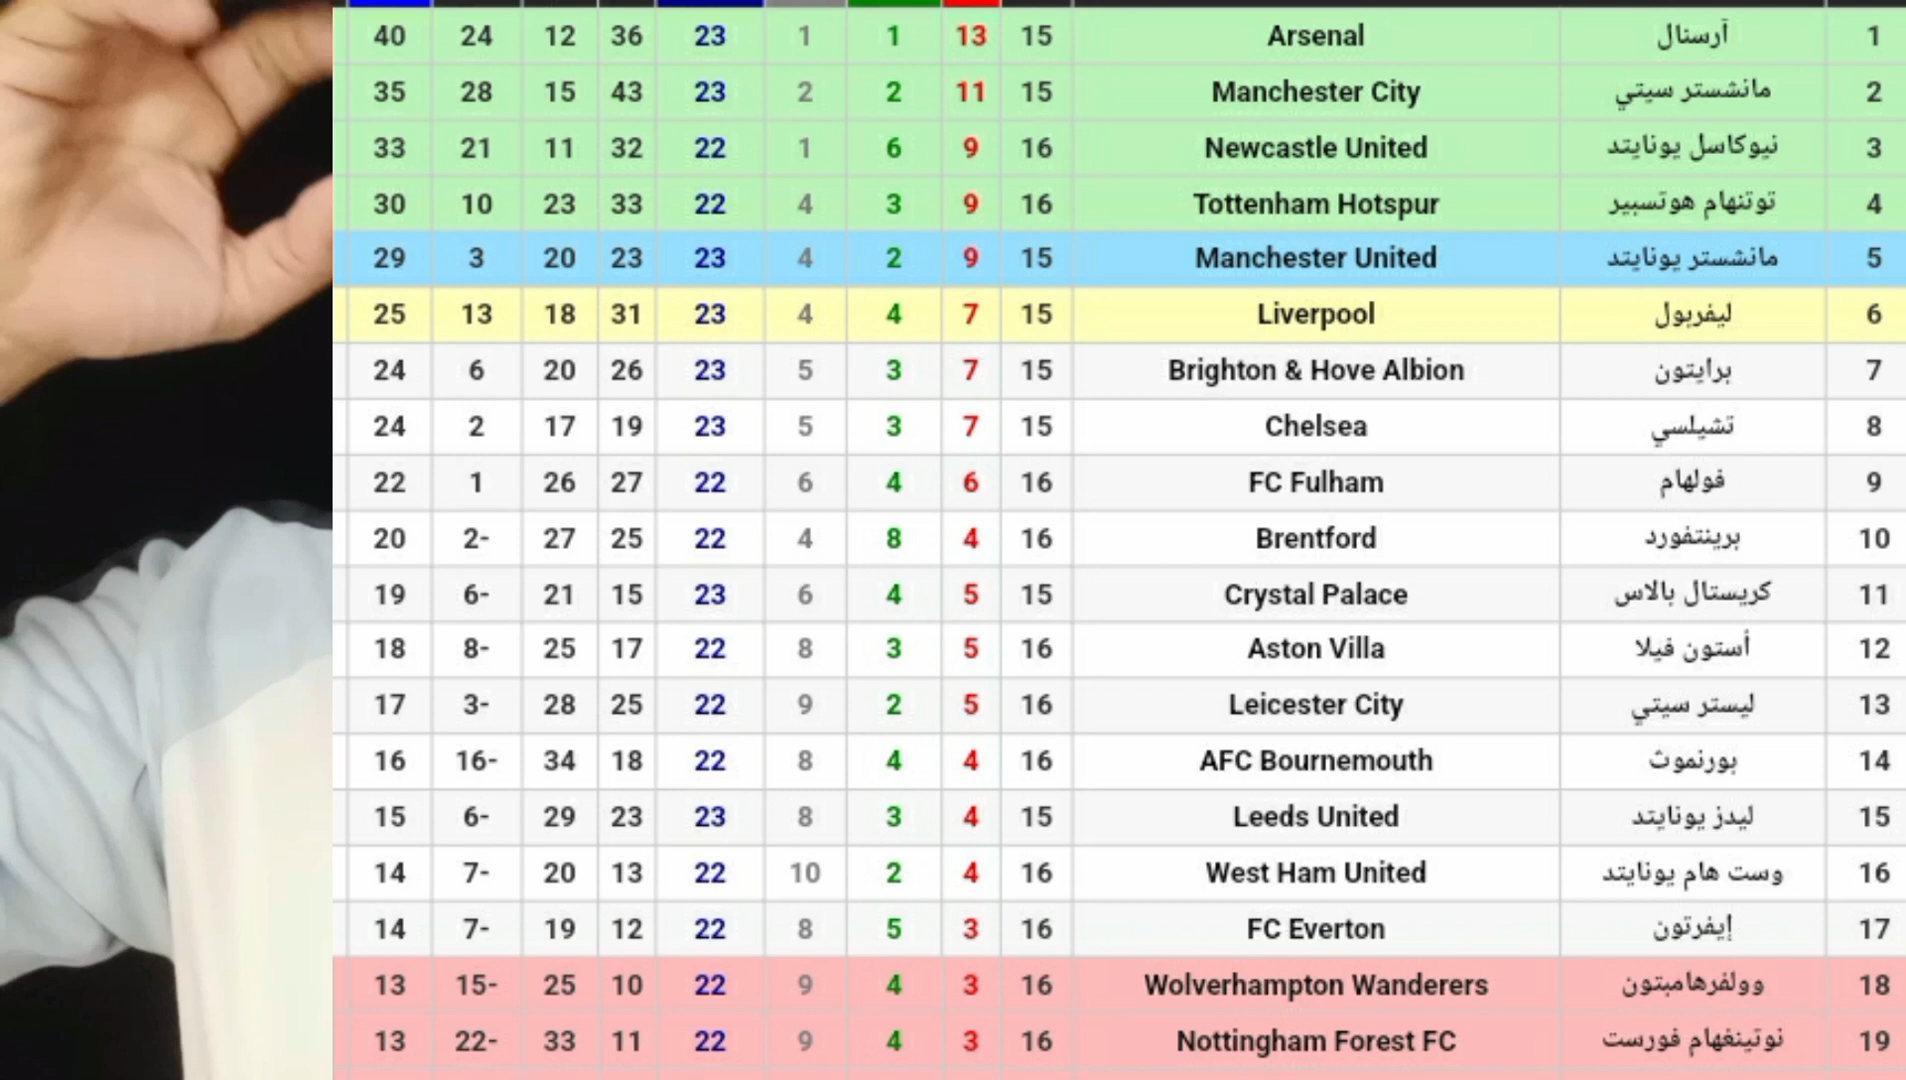 40 24 12 36 23 1 1 13 15 Arsenal آرسنال 1
35 28 15 43 23 2 2 11 15 Manchester City مانشستر سيتي 2
33 21 11 32 22 1 6 9 16 Newcastle United نيوكاسل يونايتد 3
30 10 23 33 22 4 3 9 16 Tottenham Hotspur توتنهام هوتسبير 4
29 3 20 23 23 4 2 9 15 Manchester United مانشستر يونايتد 5
25 13 18 31 23 4 4 7 15 Liverpool ليفربول 6
24 6 20 26 23 5 3 7 15 Brighton & Hove Albion برايتون 7
24 2 17 19 23 5 3 7 15 Chelsea تشيلسي 8
22 1 26 27 22 6 4 6 16 FC Fulham فولهام 9
20 2- 27 25 22 4 8 4 16 Brentford برينتفورد 10
19 6- 21 15 23 6 4 5 15 Crystal Palace كريستال بالاس 11
18 8- 25 17 22 8 3 5 16 Aston Villa أستون فيلا 12
17 3- 28 25 22 9 2 5 16 Leicester City ليستر سيتي 13
16 16- 34 18 22 8 4 4 16 AFC Bournemouth بورنموث 14
15 6- 29 23 23 8 3 4 15 Leeds United ليدز يونايتد 15
14 7- 20 13 22 10 2 4 16 West Ham United وست هام يونايتد 16
14 7- 19 12 22 8 5 3 16 FC Everton إيفرتون 17
13 15- 25 10 22 9 4 3 16 Wolverhampton Wanderers وولفرهامبتون 18
13 22- 33 11 22 9 4 3 16 Nottingham Forest FC نوتينغهام فورست 19